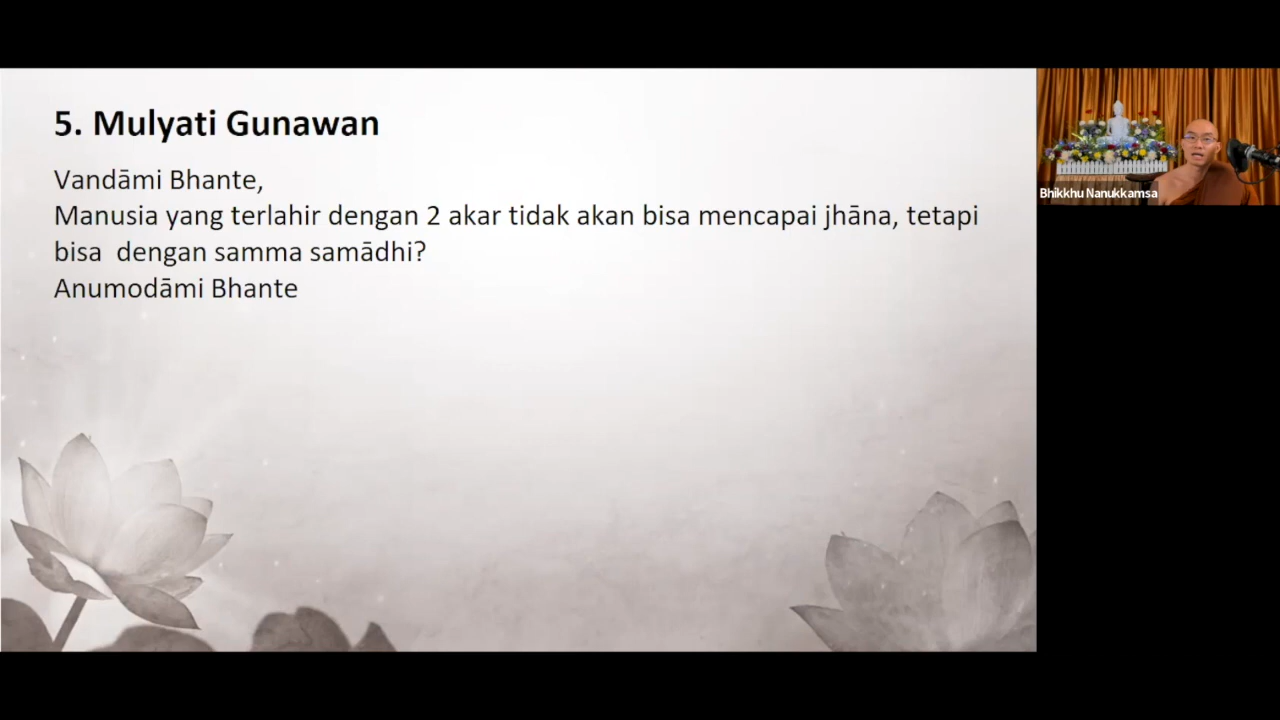 5. Mulyati Gunawan
Vandāmi Bhante,
Manusia yang terlahir dengan 2 akar tidak akan bisa mencapai jhāna, tetapi
bisa  dengan samma samādhi?
Anumodāmi Bhante
Bhikkhu Nanukkamsa